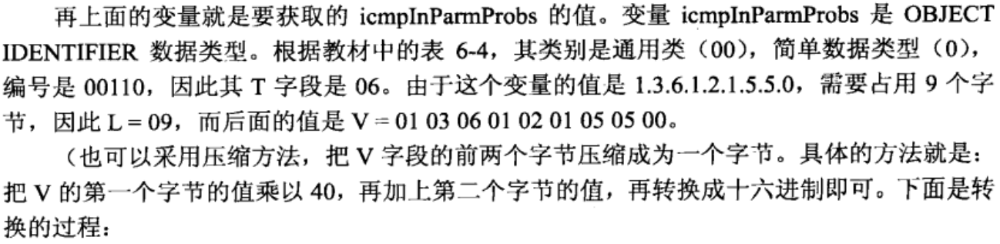 再上面的变量就是要获取的 icmpInParmProbs 的值。变量 icmpInParmProbs 是 OBJECT
IDENTIFIER 数据类型。根据教材中的表 6-4，其类别是通用类（00），简单数据类型（0），
编号是 00110，因此其 T 字段是 06。由于这个变量的值是 1.3.6.1.2.1.5.5.0，需要占用 9 个字
节，因此 L = 09，而后面的值是 V = 01 03 06 01 02 01 05 05 00。
（也可以采用压缩方法，把 V 字段的前两个字节压缩成为一个字节。具体的方法就是：
把 V 的第一个字节的值乘以 40，再加上第二个字节的值，再转换成十六进制即可。下面是转
换的过程：